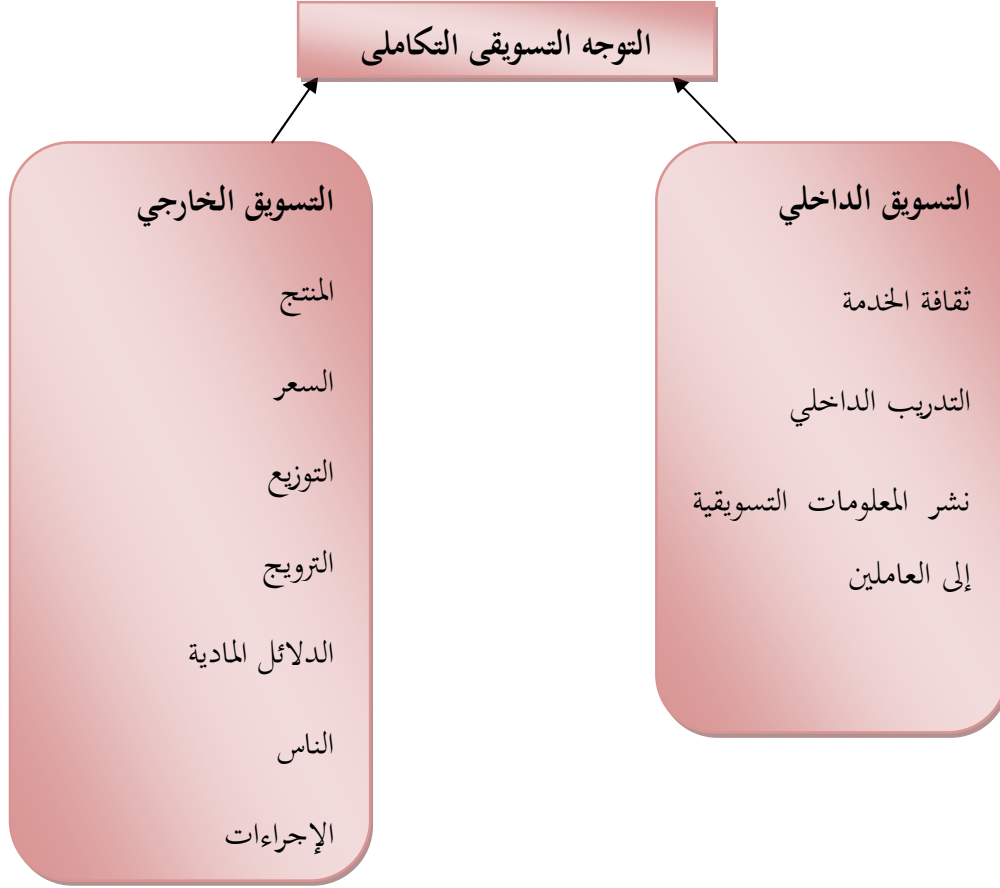 التوجه التسويقى التكاملى
التسويق الداخلي
ثقافة الخدمة
التدريب الداخلي
نشر المعلومات التسويقية
إلى العاملين
التسويق الخارجي
المنتج
السعر
التوزيع
الترويج
الدلائل المادية
الناس
الإجراءات